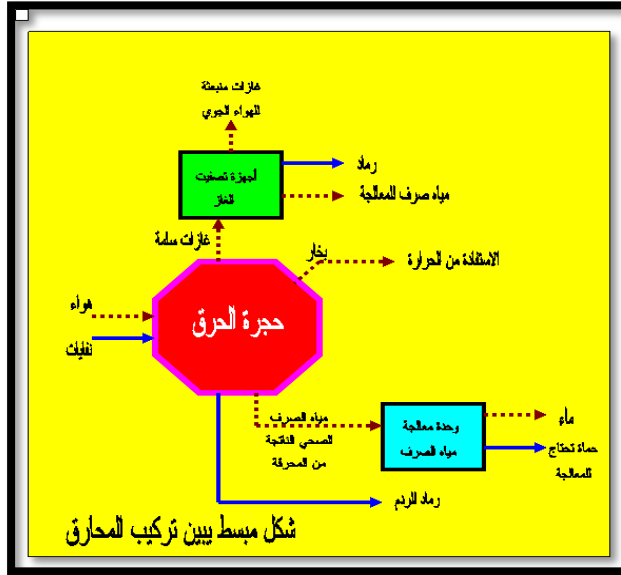 غازات منبعثة
للهواء الجوي
أجهزة تصفيت
الغاز
رماد
مياه صرف للمعالجة
غازات سامة
بخار
الاستفادة من الحرارة
هواء
نفايات
حجرة الحرق
مياه الصرف
الصحي الناتجة
من المحرقة
وحدة معالجة
مياه الصرف
ماء
حماة تحتاج
للمعالجة
رماد للردم
شكل مبسط يبين تركيب المحارق